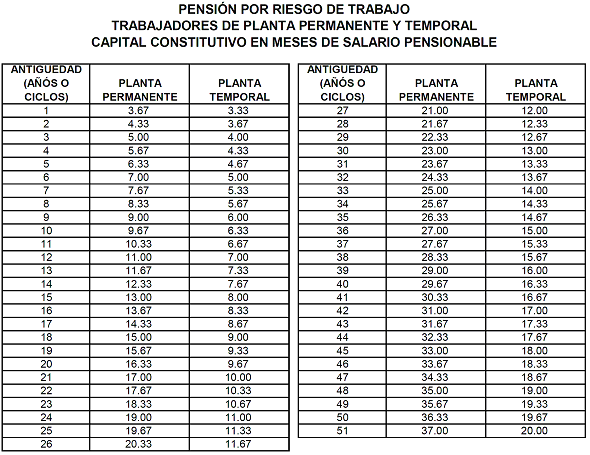 PENSIÓN POR RIESGO DE TRABAJO
TRABAJADORES DE PLANTA PERMANENTE Y TEMPORAL
CAPITAL CONSTITUTIVO EN MESES DE SALARIO PENSIONABLE
ANTIGUEDAD (AÑÓS O CICLOS) PLANTA PERMANENTE PLANTA TEMPORAL
1 3.67 3.33
2 4.33 3.67
3 5.00 4.00
4 5.67 4.33
5 6.33 4.67
6 7.00 5.00
7 7.67 5.33
8 8.33 5.67
9 9.00 6.00
10 9.67 6.33
11 10.33 6.67
12 11.00 7.00
13 11.67 7.33
14 12.33 7.67
15 13.00 8.00
16 13.67 8.33
17 14.33 8.67
18 15.00 9.00
19 15.67 9.33
20 16.33 9.67
21 17.00 10.00
22 17.67 10.33
23 18.33 10.67
24 19.00 11.00
25 19.67 11.33
26 20.33 11.67
ANTIGUEDAD (AÑÓS O CICLOS) PLANTA PERMANENTE PLANTA TEMPORAL
27 21.00 12.00
28 21.67 12.33
29 22.33 12.67
30 23.00 13.00
31 23.67 13.33
32 24.33 13.67
33 25.00 14.00
34 25.67 14.33
35 26.33 14.67
36 27.00 15.00
37 27.67 15.33
38 28.33 15.67
39 29.00 16.00
40 29.67 16.33
41 30.33 16.67
42 31.00 17.00
43 31.67 17.33
44 32.33 17.67
45 33.00 18.00
46 33.67 18.33
47 34.33 18.67
48 35.00 19.00
49 35.67 19.33
50 36.33 19.67
51 37.00 20.00